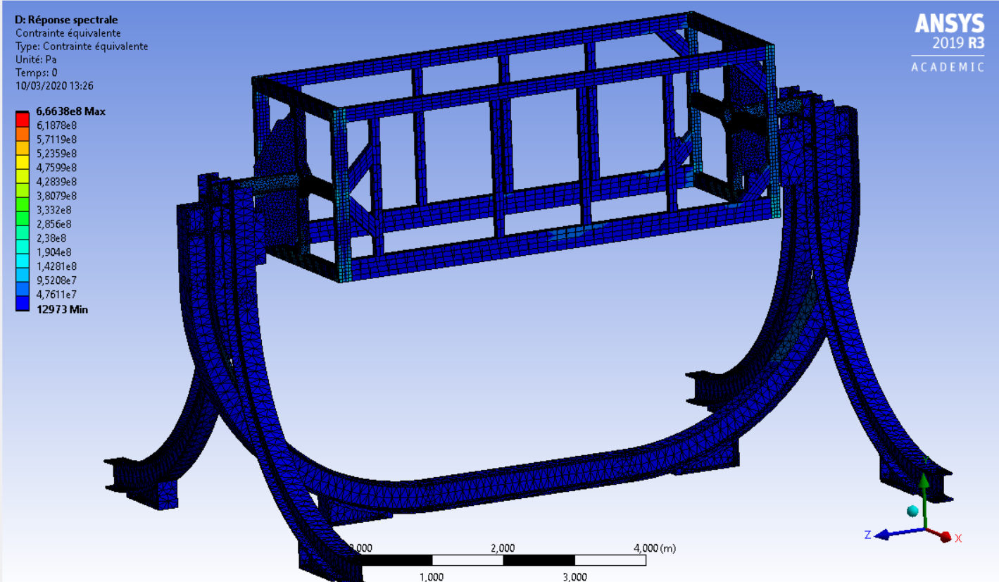 D: Réponse spectrale
Contrainte équivalente
Type: Contrainte équivalente
Unité: Pa
Temps: 0
10/03/2020 13:26
6,6638e8 Max
6,1878e8
5,7119e8
5,2359e8
4,7599e8
4,2839e8
3,8079e8
3,332e8
2,856e8
2,38e8
1,904e8
1,4281e8
9,5208e7
4,7611e7
12973 Min
ANSYS
2019 R3
ACADEMIC
Y
Z
X
2,000
4,000 (m)
1,000
3,000